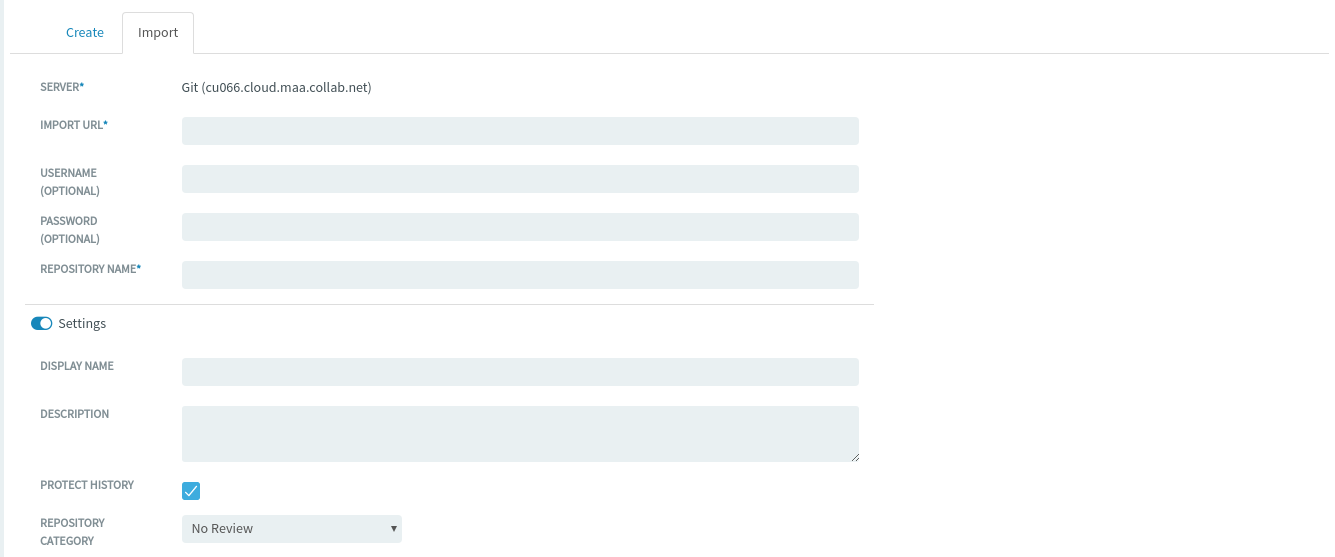 Create Import
SERVER* Git (cu066.cloud.maa.collab.net)
IMPORT URL*
USERNAME
(OPTIONAL)
PASSWORD
(OPTIONAL)
REPOSITORY NAME*
Settings
DISPLAY NAME
DESCRIPTION
PROTECT HISTORY
REPOSITORY
CATEGORY
No Review